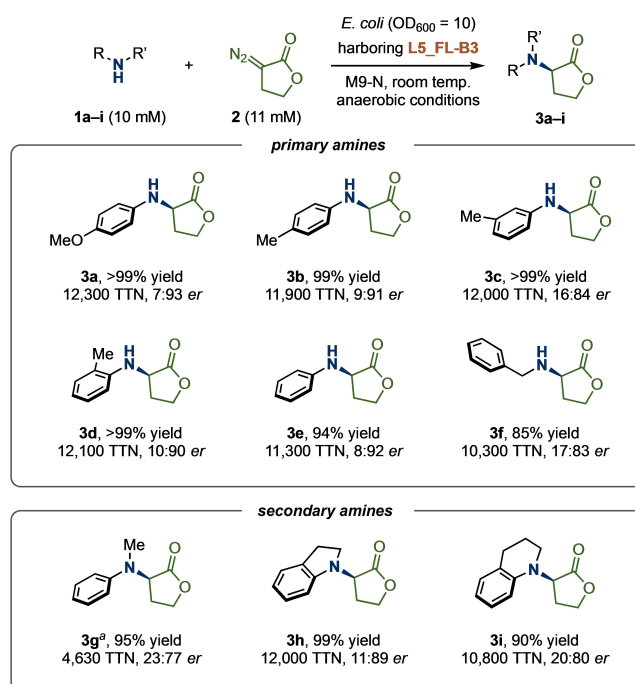 R R'
N
H
+
N₂ O
O
E. coli (OD₆₀₀ = 10)
harboring L5_FL-B3
M9-N, room temp.
anaerobic conditions
R' O
N
R O
1a–i (10 mM) 2 (11 mM) 3a–i
primary amines
H O
N
O
MeO
3a, >99% yield
12,300 TTN, 7:93 er
H O
N
O
Me
3b, 99% yield
11,900 TTN, 9:91 er
H O
N
Me O
3c, >99% yield
12,000 TTN, 16:84 er
Me H O
N
O
3d, >99% yield
12,100 TTN, 10:90 er
H O
N
O
3e, 94% yield
11,300 TTN, 8:92 er
H O
N
O
3f, 85% yield
10,300 TTN, 17:83 er
secondary amines
Me O
N
O
3gᵃ, 95% yield
4,630 TTN, 23:77 er
O
N
O
3h, 99% yield
12,000 TTN, 11:89 er
O
N
O
3i, 90% yield
10,800 TTN, 20:80 er